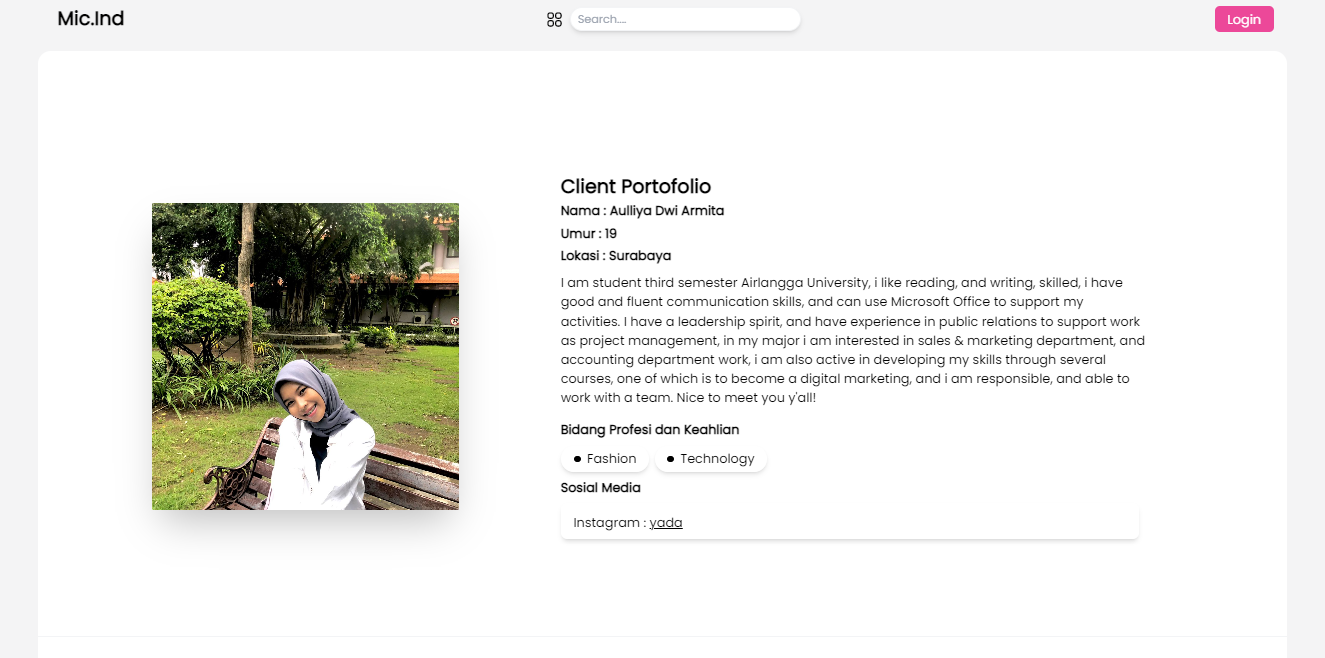 Mic.Ind
Search....
Login
Client Portofolio
Nama : Aulliya Dwi Armita
Umur : 19
Lokasi : Surabaya
I am student third semester Airlangga University, i like reading, and writing, skilled, i have
good and fluent communication skills, and can use Microsoft Office to support my
activities. I have a leadership spirit, and have experience in public relations to support work
as project management, in my major i am interested in sales & marketing department, and
accounting department work, i am also active in developing my skills through several
courses, one of which is to become a digital marketing, and i am responsible, and able to
work with a team. Nice to meet you y'all!
Bidang Profesi dan Keahlian
Fashion
Technology
Sosial Media
Instagram : yada